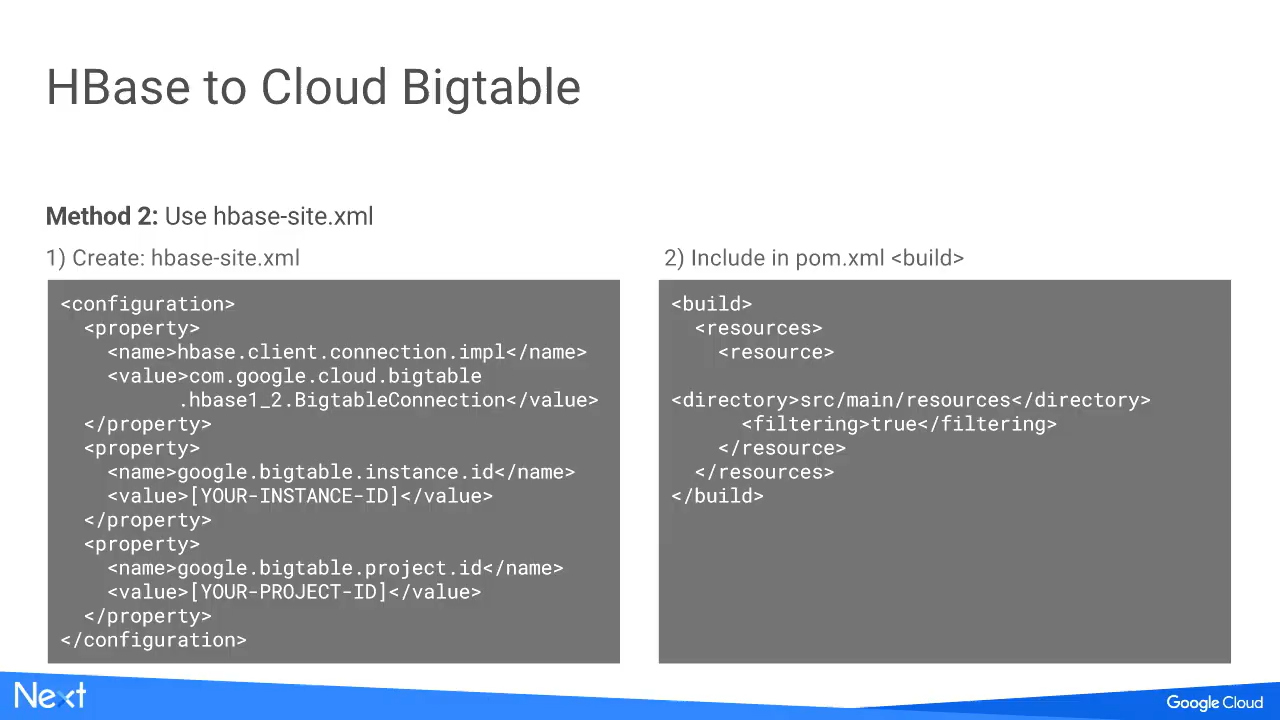 HBase to Cloud Bigtable
Method 2: Use hbase-site.xml
1) Create: hbase-site.xml
<configuration>
  <property>
    <name>hbase.client.connection.impl</name>
    <value>com.google.cloud.bigtable
          .hbase1_2.BigtableConnection</value>
  </property>
  <property>
    <name>google.bigtable.instance.id</name>
    <value>[YOUR-INSTANCE-ID]</value>
  </property>
  <property>
    <name>google.bigtable.project.id</name>
    <value>[YOUR-PROJECT-ID]</value>
  </property>
</configuration>
2) Include in pom.xml <build>
<build>
  <resources>
    <resource>
<directory>src/main/resources</directory>
      <filtering>true</filtering>
    </resource>
  </resources>
</build>
Next
Google Cloud